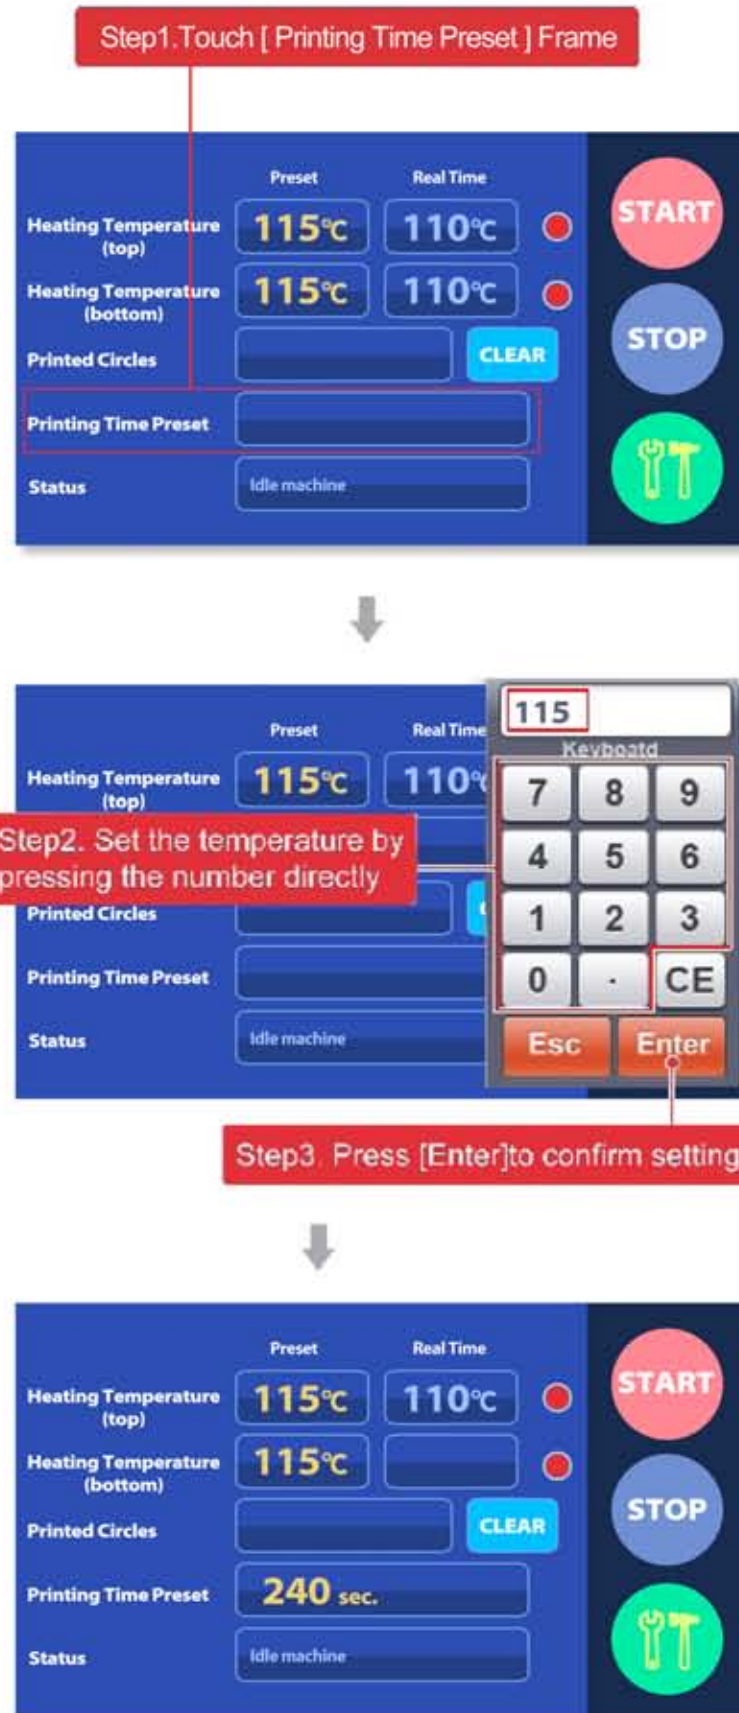 Step1.Touch [ Printing Time Preset ] Frame
Preset Real Time
Heating Temperature (top) 115℃ 110℃
START
Heating Temperature (bottom) 115℃ 110℃
Printed Circles CLEAR
STOP
Printing Time Preset
Status Idle machine
115
Keyboatd
Preset Real Time
Heating Temperature (top) 115℃ 110℃
7 8 9
Step2. Set the temperature by
pressing the number directly
4 5 6
Printed Circles
1 2 3
Printing Time Preset
0 . CE
Status Idle machine
Esc Enter
Step3. Press [Enter]to confirm setting
Preset Real Time
Heating Temperature (top) 115℃ 110℃
START
Heating Temperature (bottom) 115℃
Printed Circles CLEAR
STOP
Printing Time Preset 240 sec.
Status Idle machine